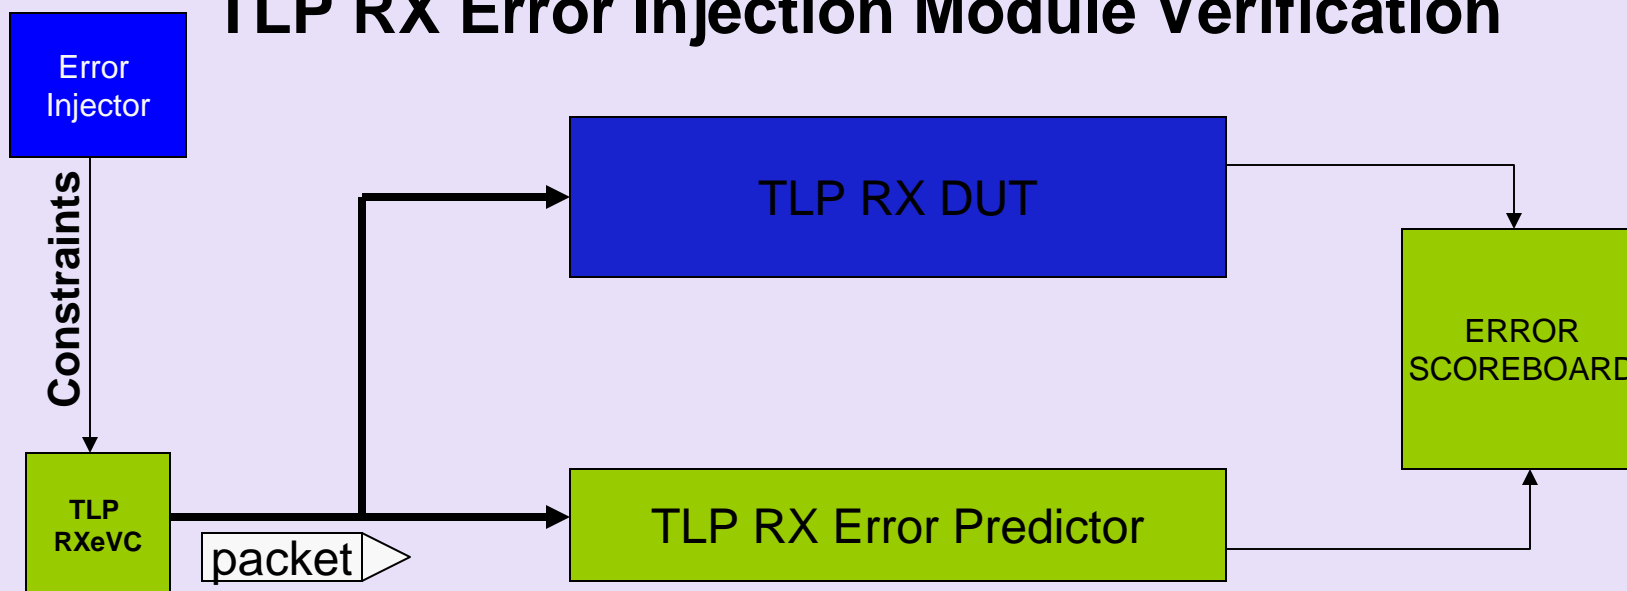 TLP RX Error Injection Module Verification
Error
Injector
Constraints
TLP RX DUT
ERROR
SCOREBOARD
TLP
RXeVC
packet
TLP RX Error Predictor